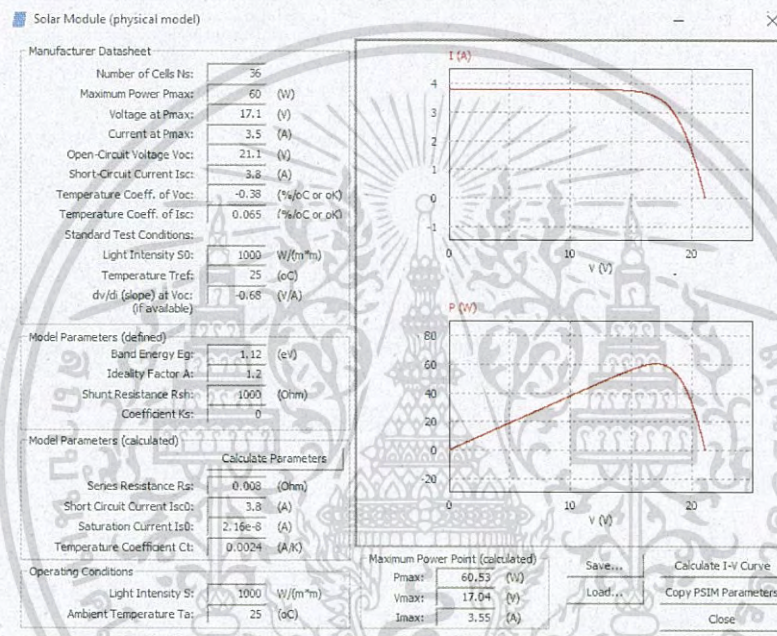 Solar Module (physical model)
Manufacturer Datasheet
Number of Cells Ns: 36
Maximum Power Pmax: 60 (W)
Voltage at Pmax: 17.1 (V)
Current at Pmax: 3.5 (A)
Open-Circuit Voltage Voc: 21.1 (V)
Short-Circuit Current Isc: 3.8 (A)
Temperature Coeff. of Voc: -0.38 (%/oC or oK)
Temperature Coeff. of Isc: 0.065 (%/oC or oK)
Standard Test Conditions:
Light Intensity S0: 1000 W/(m*m)
Temperature Tref: 25 (oC)
dv/di (slope) at Voc: -0.68 (V/A)
(if available)
Model Parameters (defined)
Band Energy Eg: 1.12 (eV)
Ideality Factor A: 1.2
Shunt Resistance Rsh: 1000 (Ohm)
Coefficient Ks: 0
Model Parameters (calculated)
Calculate Parameters
Series Resistance Rs: 0.008 (Ohm)
Short Circuit Current Isc0: 3.8 (A)
Saturation Current Is0: 2.16e-8 (A)
Temperature Coefficient Ct: 0.0024 (A/K)
Operating Conditions
Light Intensity S: 1000 W/(m*m)
Ambient Temperature Ta: 25 (oC)
I (A)
4
3
2
1
0
-1
0 10 20
V (V)
P (W)
80
60
40
20
0
-20
0 10 20
V (V)
Maximum Power Point (calculated)
Pmax: 60.53 (W)
Vmax: 17.04 (V)
Imax: 3.55 (A)
Save...
Load...
Calculate I-V Curve
Copy PSIM Parameters
Close